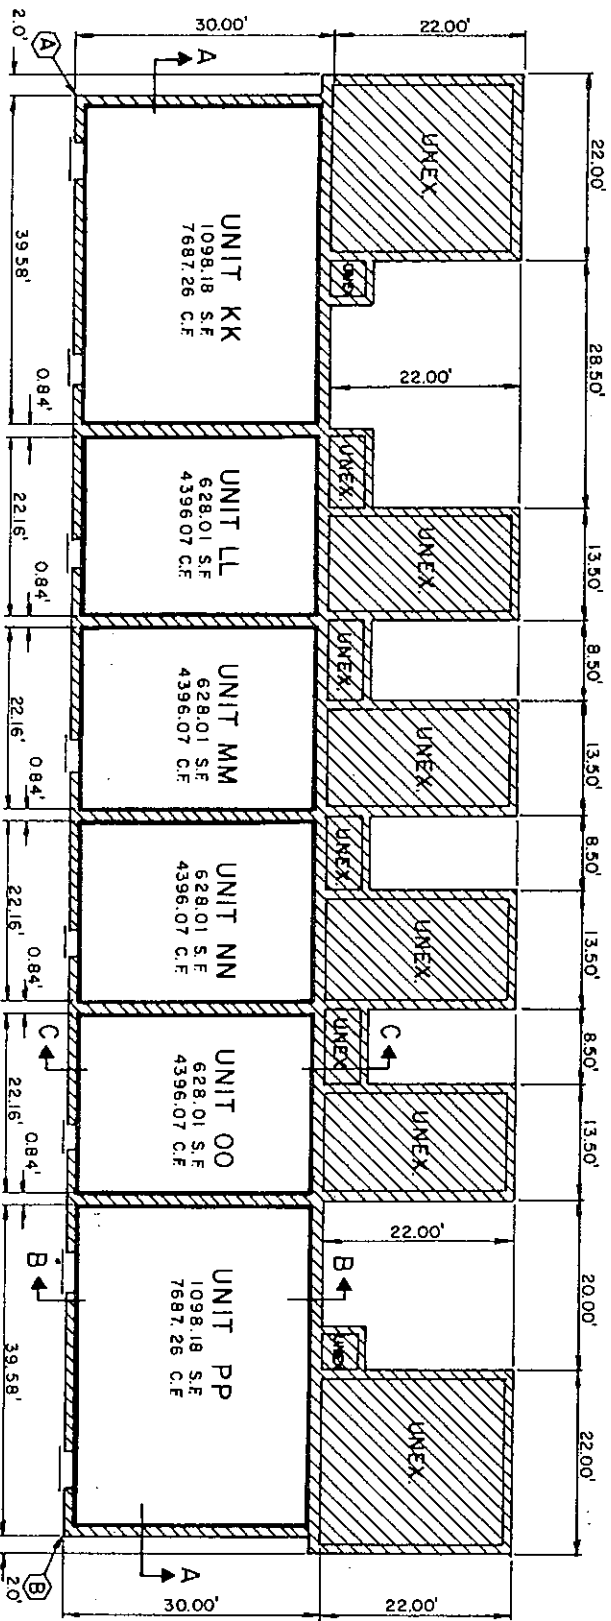 30.00'
22.00'
2.0'
A
A
22.00'
28.50'
13.50'
8.50'
13.50'
8.50'
13.50'
8.50'
13.50'
20.00'
22.00'
UNEX.
UNEX.
22.00'
UNEX.
UNEX.
UNEX.
UNEX.
UNEX.
UNEX.
UNEX.
UNEX.
22.00'
UNEX.
UNEX.
UNIT KK
1098.18 S.F.
7687.26 C.F.
UNIT LL
628.01 S.F.
4396.07 C.F.
UNIT MM
628.01 S.F.
4396.07 C.F.
UNIT NN
628.01 S.F.
4396.07 C.F.
UNIT OO
628.01 S.F.
4396.07 C.F.
UNIT PP
1098.18 S.F.
7687.26 C.F.
C
C
B
B
39.58'
0.84'
22.16'
0.84'
22.16'
0.84'
22.16'
0.84'
22.16'
0.84'
39.58'
A
B
2.0'
30.00'
22.00'